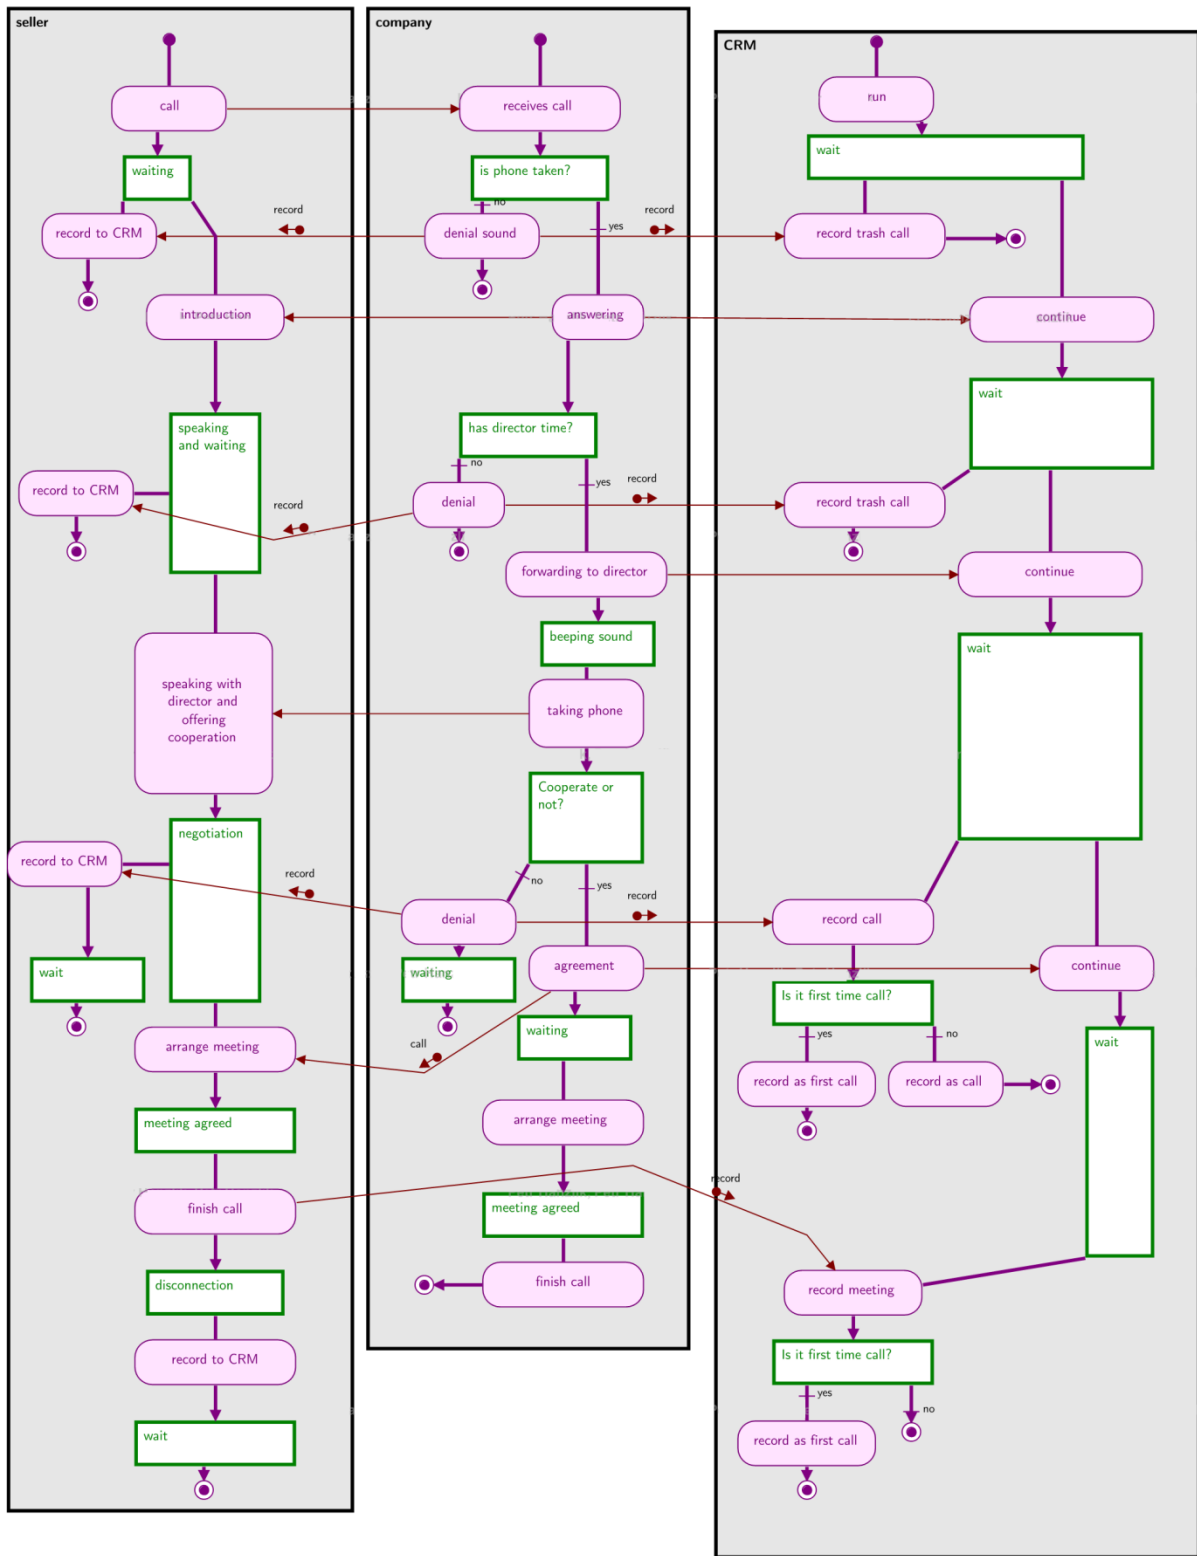 seller
call
waiting
record to CRM
record
introduction
speaking
and waiting
record to CRM
record
speaking with
director and
offering
cooperation
negotiation
record to CRM
record
wait
arrange meeting
call
meeting agreed
finish call
disconnection
record to CRM
wait
company
receives call
is phone taken?
no
yes
denial sound
record
answering
has director time?
no
yes
denial
record
forwarding to director
beeping sound
taking phone
Cooperate or
not?
no
yes
denial
record
waiting
agreement
waiting
arrange meeting
meeting agreed
finish call
CRM
run
wait
record trash call
continue
wait
record trash call
continue
wait
record call
continue
Is it first time call?
yes
no
record as first call
record as call
wait
record
record meeting
Is it first time call?
yes
no
record as first call